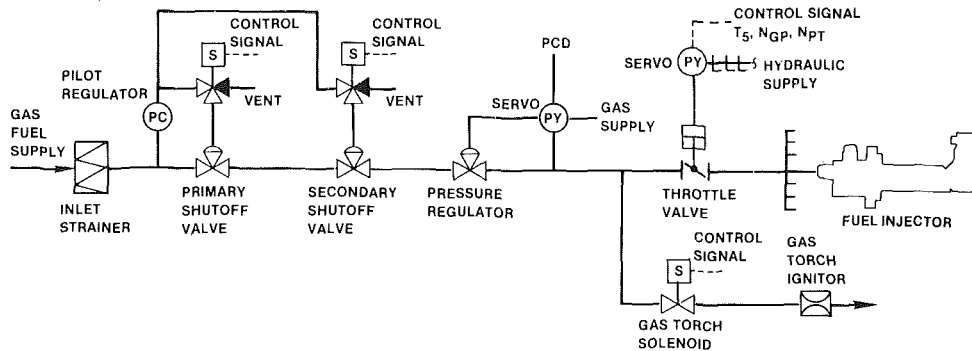 CONTROL
SIGNAL
S
CONTROL
SIGNAL
S
PILOT
REGULATOR
PC
VENT
VENT
GAS
FUEL
SUPPLY
INLET
STRAINER
PRIMARY
SHUTOFF
VALVE
SECONDARY
SHUTOFF
VALVE
PRESSURE
REGULATOR
PCD
SERVO
PY
GAS
SUPPLY
CONTROL SIGNAL
T5, NGP, NPT
SERVO
PY
HYDRAULIC
SUPPLY
THROTTLE
VALVE
FUEL INJECTOR
CONTROL
SIGNAL
S
GAS TORCH
SOLENOID
GAS
TORCH
IGNITOR